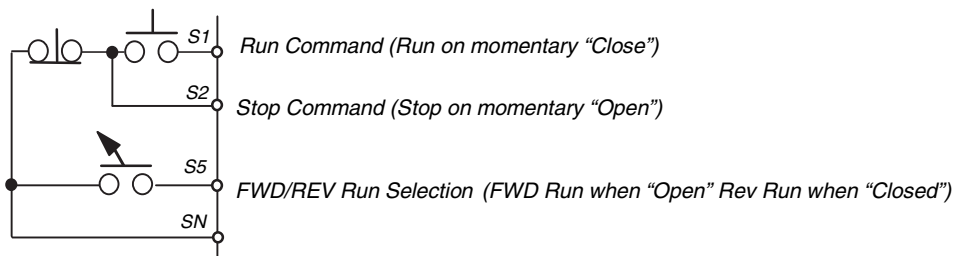 S1 Run Command (Run on momentary “Close”)
S2 Stop Command (Stop on momentary “Open”)
S5 FWD/REV Run Selection (FWD Run when “Open” Rev Run when “Closed”)
SN